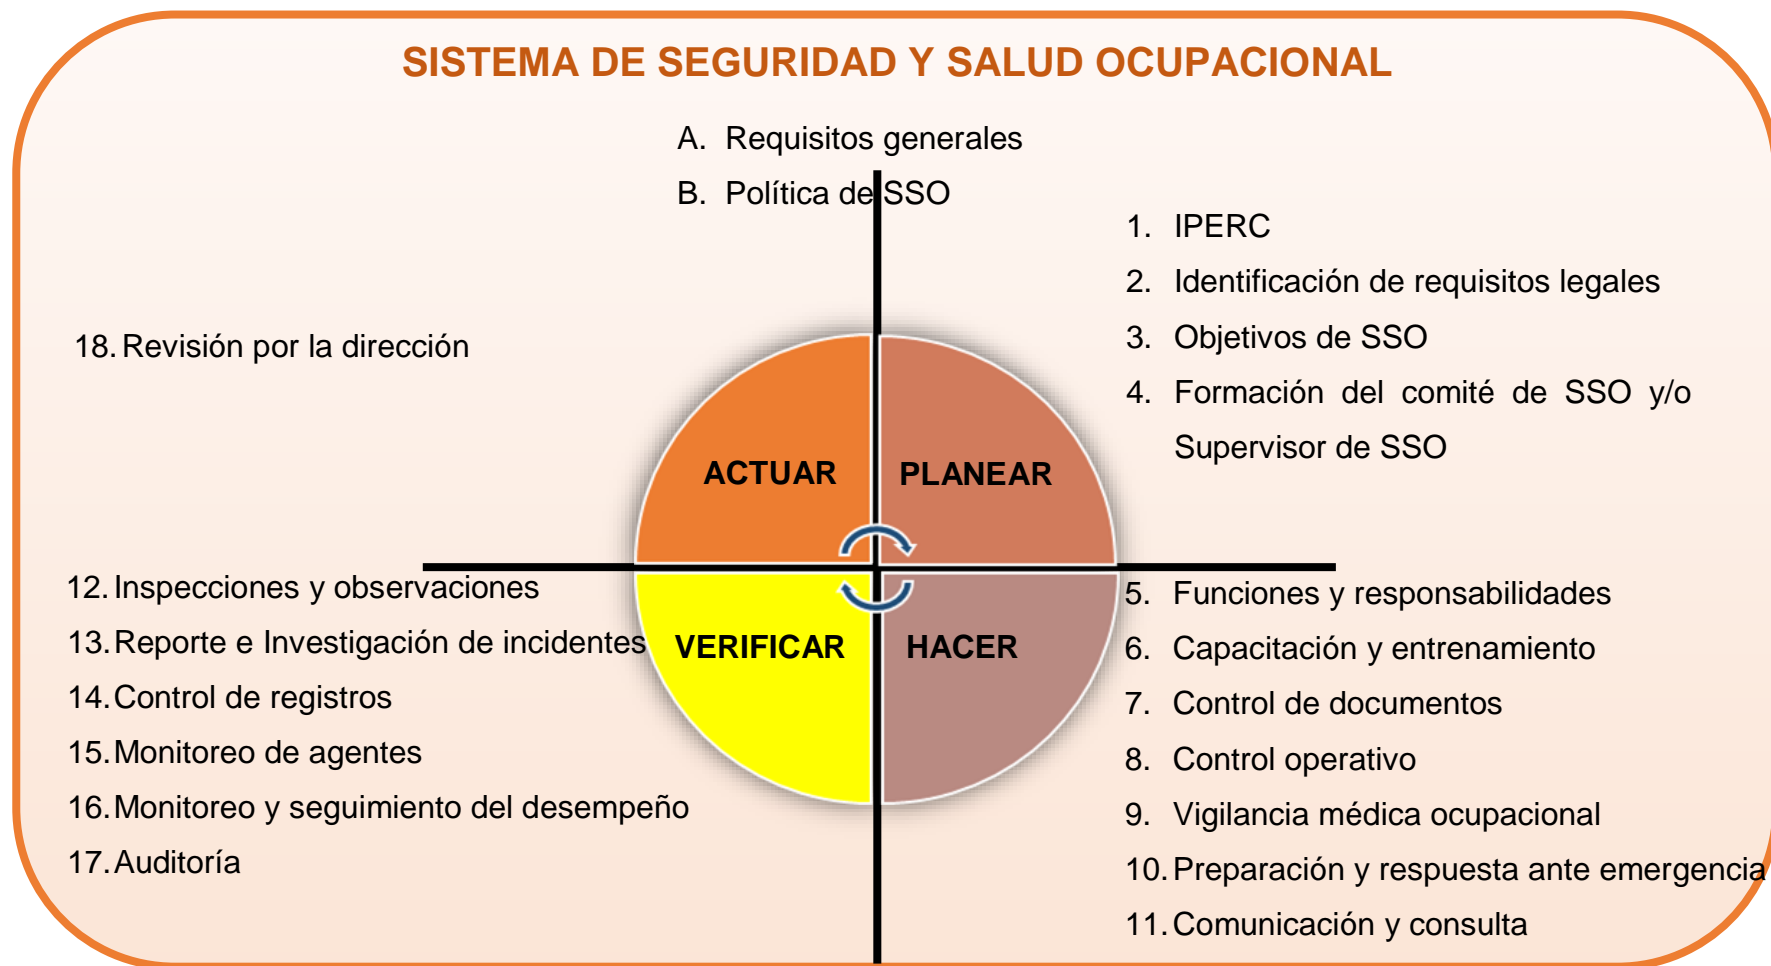 SISTEMA DE SEGURIDAD Y SALUD OCUPACIONAL
A. Requisitos generales
B. Política de SSO
1. IPERC
2. Identificación de requisitos legales
3. Objetivos de SSO
4. Formación del comité de SSO y/o
Supervisor de SSO
18. Revisión por la dirección
ACTUAR
PLANEAR
VERIFICAR
HACER
5. Funciones y responsabilidades
6. Capacitación y entrenamiento
7. Control de documentos
8. Control operativo
9. Vigilancia médica ocupacional
10. Preparación y respuesta ante emergencia
11. Comunicación y consulta
12. Inspecciones y observaciones
13. Reporte e Investigación de incidentes
14. Control de registros
15. Monitoreo de agentes
16. Monitoreo y seguimiento del desempeño
17. Auditoría